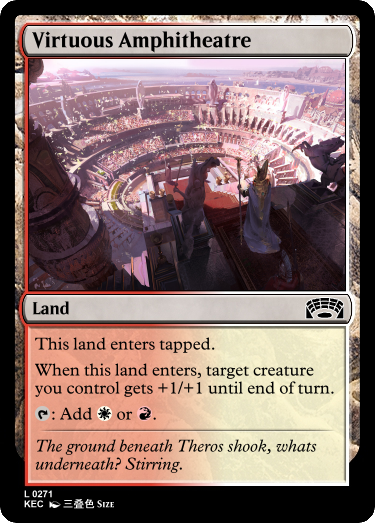 Virtuous Amphitheatre
Land
This land enters tapped.
When this land enters, target creature
you control gets +1/+1 until end of turn.
: Add or .
The ground beneath Theros shook, whats
underneath? Stirring.
L 0271
KEC 三叠色 Size